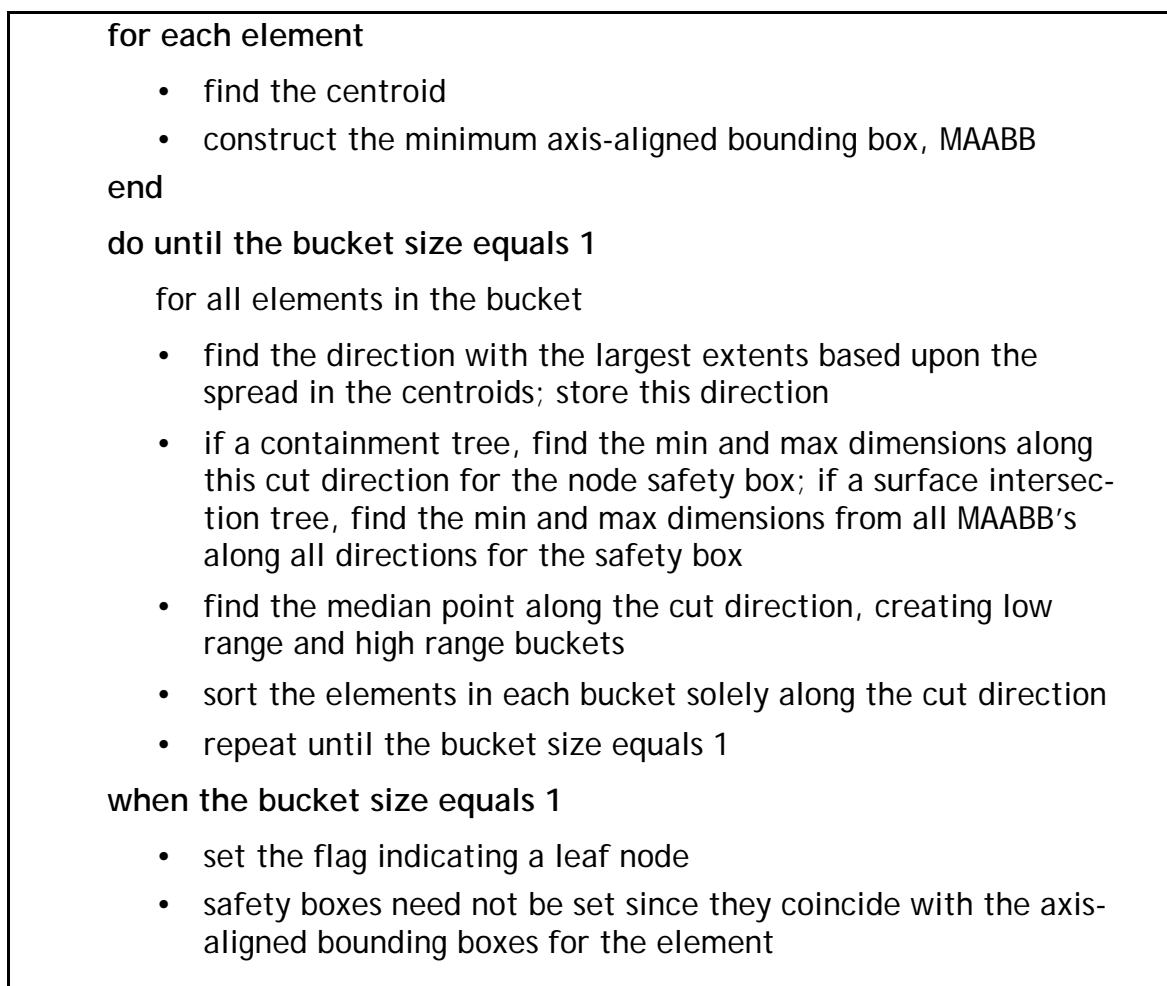 for each element
• find the centroid
• construct the minimum axis-aligned bounding box, MAABB
end
do until the bucket size equals 1
for all elements in the bucket
• find the direction with the largest extents based upon the
spread in the centroids; store this direction
• if a containment tree, find the min and max dimensions along
this cut direction for the node safety box; if a surface intersec-
tion tree, find the min and max dimensions from all MAABB's
along all directions for the safety box
• find the median point along the cut direction, creating low
range and high range buckets
• sort the elements in each bucket solely along the cut direction
• repeat until the bucket size equals 1
when the bucket size equals 1
• set the flag indicating a leaf node
• safety boxes need not be set since they coincide with the axis-
aligned bounding boxes for the element